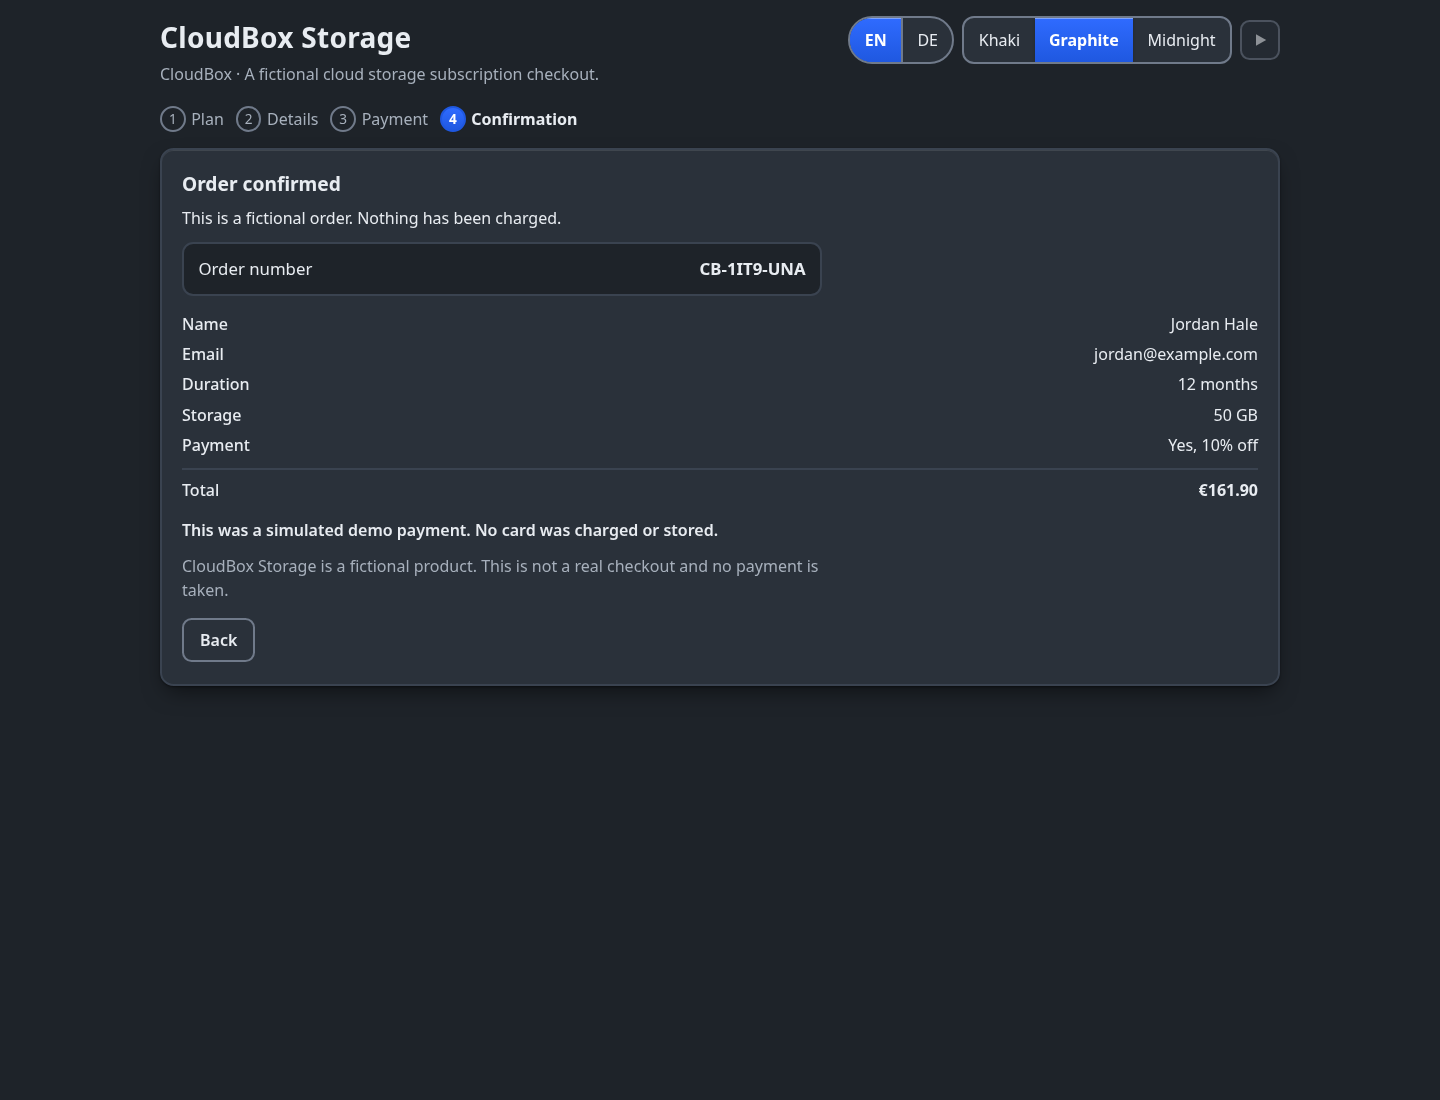 CloudBox Storage
CloudBox · A fictional cloud storage subscription checkout.
EN DE Khaki Graphite Midnight
1 Plan 2 Details 3 Payment 4 Confirmation
Order confirmed
This is a fictional order. Nothing has been charged.
Order number CB-1IT9-UNA
Name Jordan Hale
Email jordan@example.com
Duration 12 months
Storage 50 GB
Payment Yes, 10% off
Total €161.90
This was a simulated demo payment. No card was charged or stored.
CloudBox Storage is a fictional product. This is not a real checkout and no payment is
taken.
Back